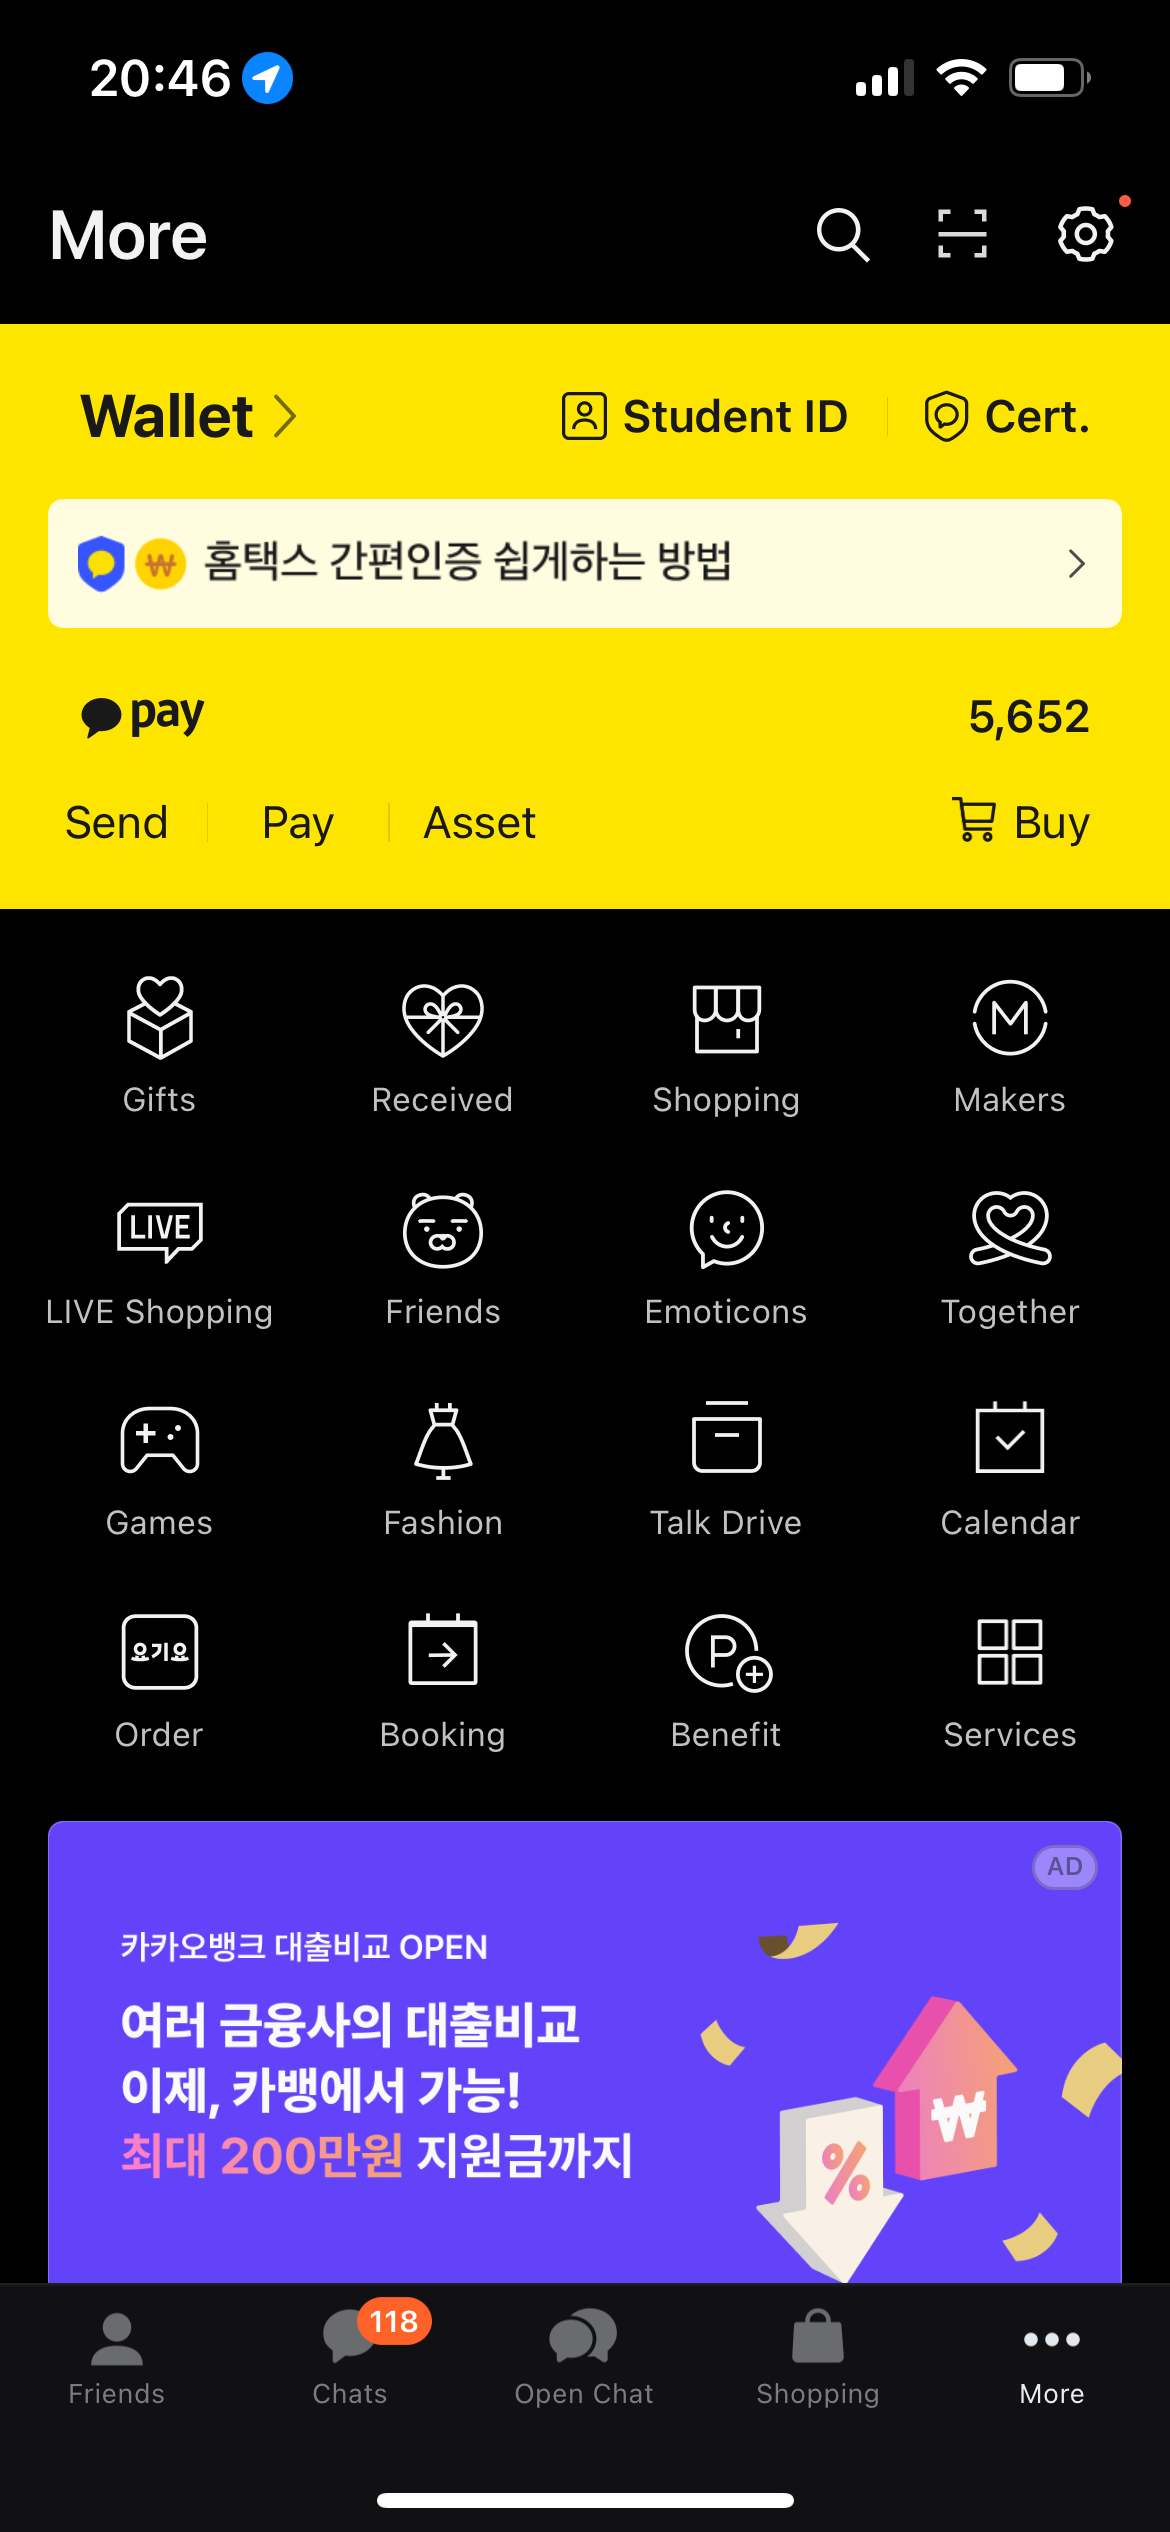 20:46
More
Wallet
Student ID
Cert.
₩ 홈택스 간편인증 쉽게하는 방법
pay
5,652
Send
Pay
Asset
Buy
Gifts
Received
Shopping
M
Makers
LIVE
LIVE Shopping
Friends
Emoticons
Together
Games
Fashion
Talk Drive
Calendar
요기요
Order
Booking
P
Benefit
Services
AD
카카오뱅크 대출비교 OPEN
여러 금융사의 대출비교
이제, 카뱅에서 가능!
최대 200만원 지원금까지
₩
%
Friends
118
Chats
Open Chat
Shopping
More